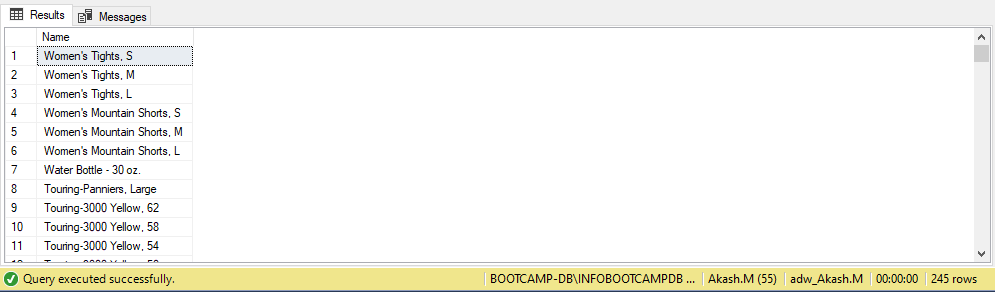 Results Messages
Name
1 Women's Tights, S
2 Women's Tights, M
3 Women's Tights, L
4 Women's Mountain Shorts, S
5 Women's Mountain Shorts, M
6 Women's Mountain Shorts, L
7 Water Bottle - 30 oz.
8 Touring-Panniers, Large
9 Touring-3000 Yellow, 62
10 Touring-3000 Yellow, 58
11 Touring-3000 Yellow, 54
Query executed successfully. BOOTCAMP-DB\INFOBOOTCAMPDB ... Akash.M (55) adw_Akash.M 00:00:00 245 rows